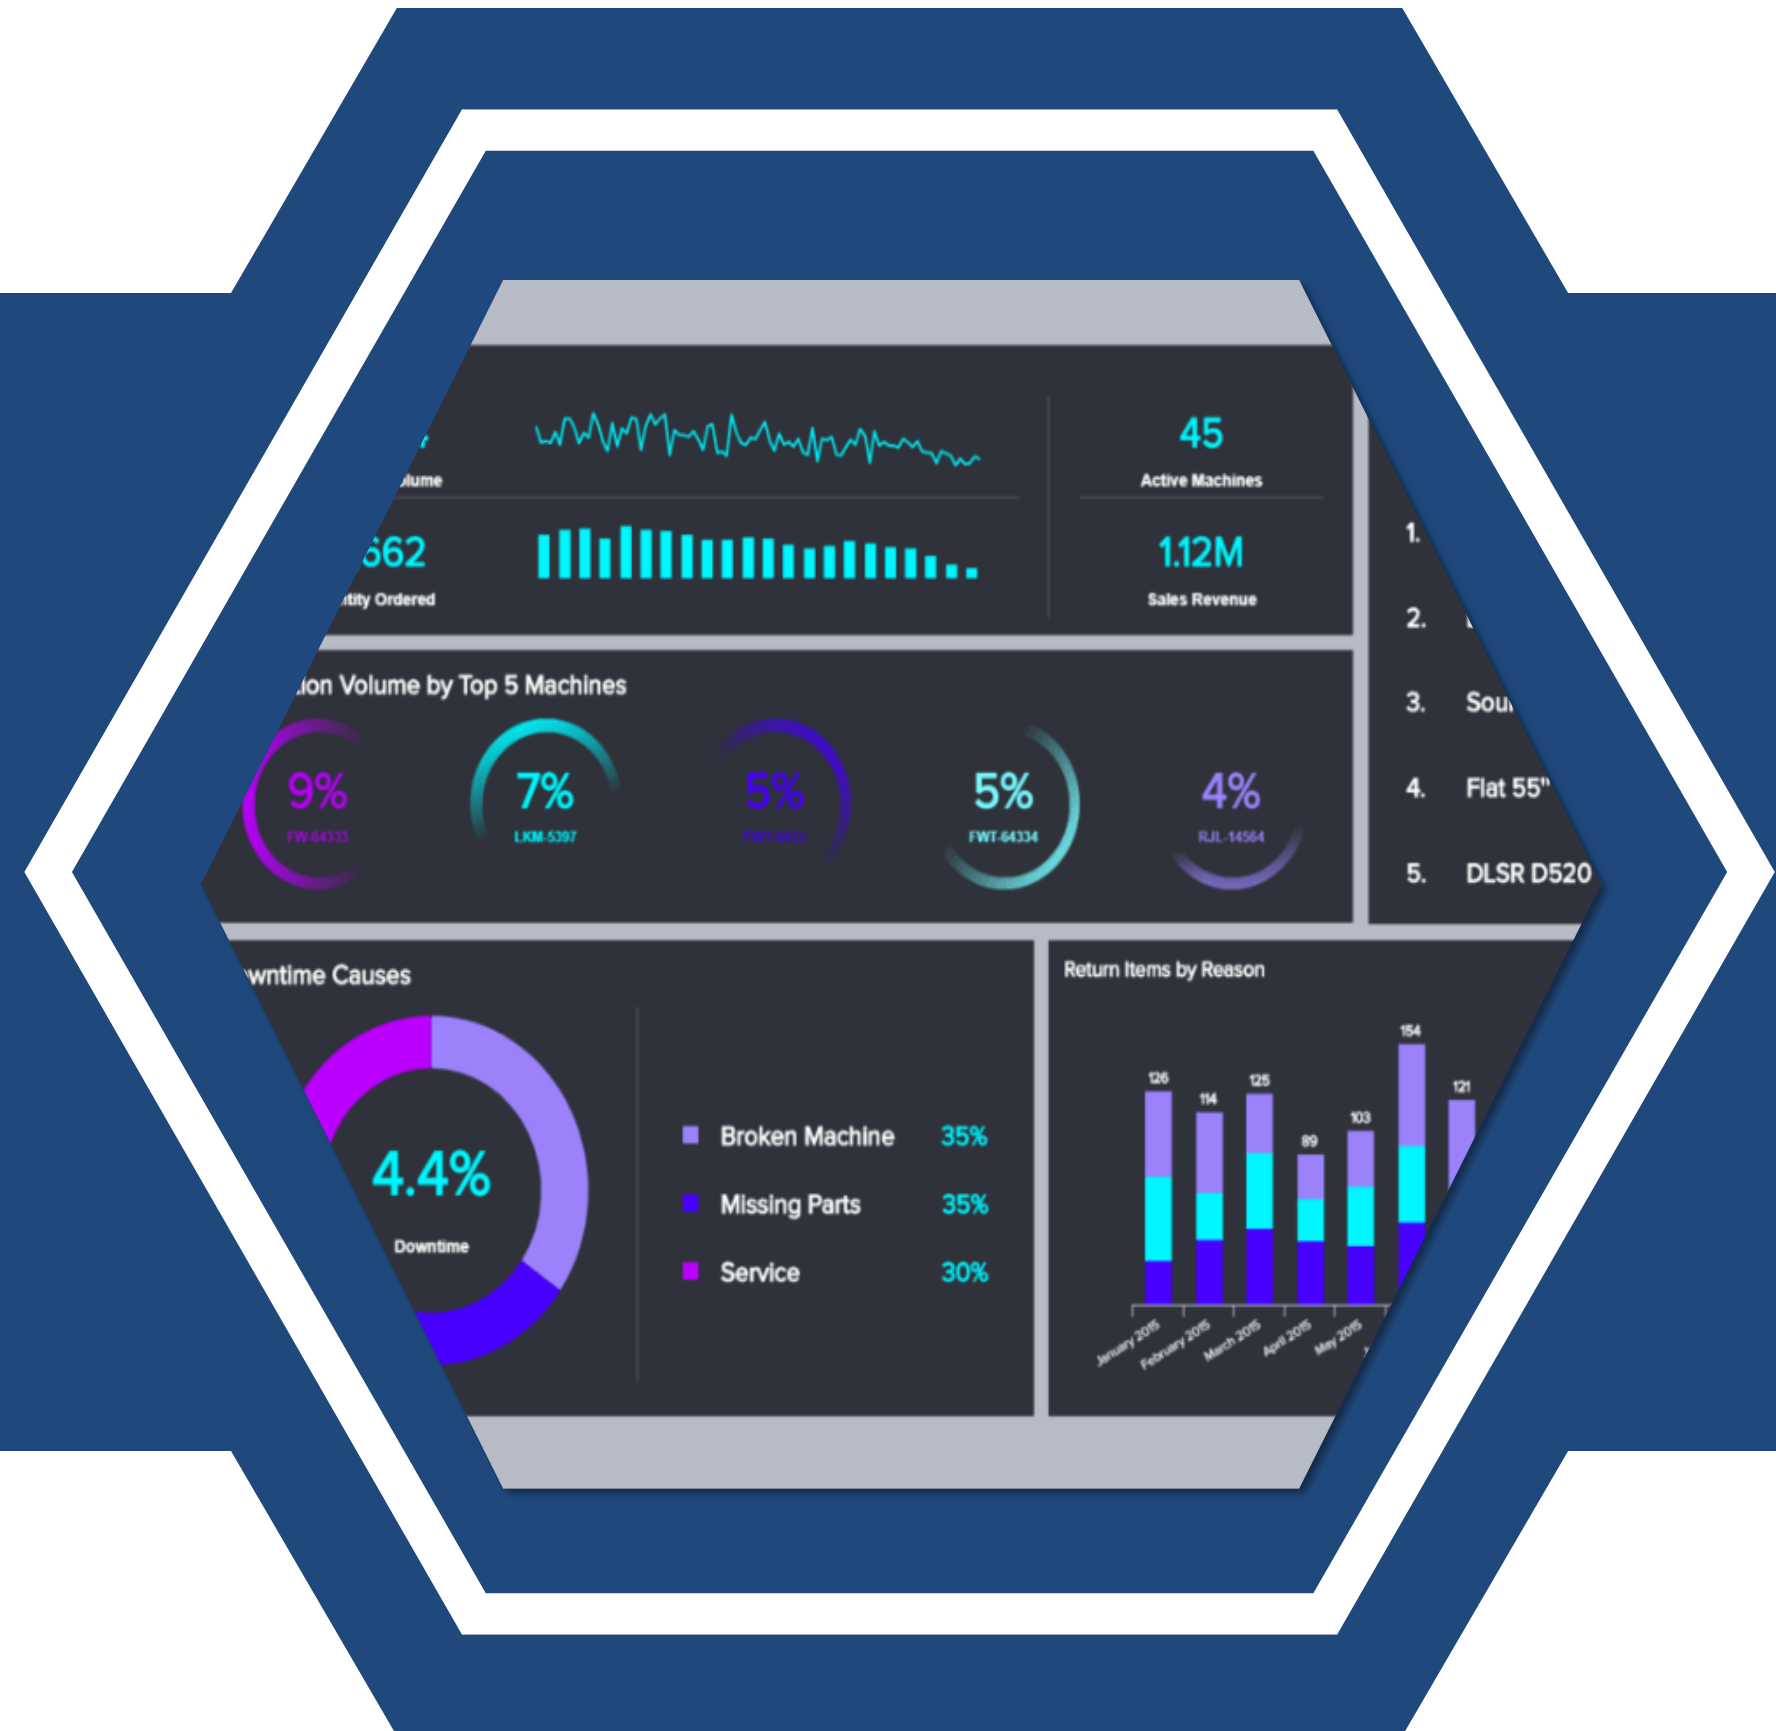 45
Active Machines
662
Ordered
1.12M
Sales Revenue
Volume by Top 5 Machines
9%
FW-64333
7%
LKM-5397
5%
5%
FWT-64334
4%
RJL-14564
1.
2.
3.
4. Flat 55"
5. DLSR D520
Causes
4.4%
Downtime
Broken Machine 35%
Missing Parts 35%
Service 30%
Return Items by Reason
126
114
125
89
103
154
121
January 2015
February 2015
March 2015
April 2015
May 2015